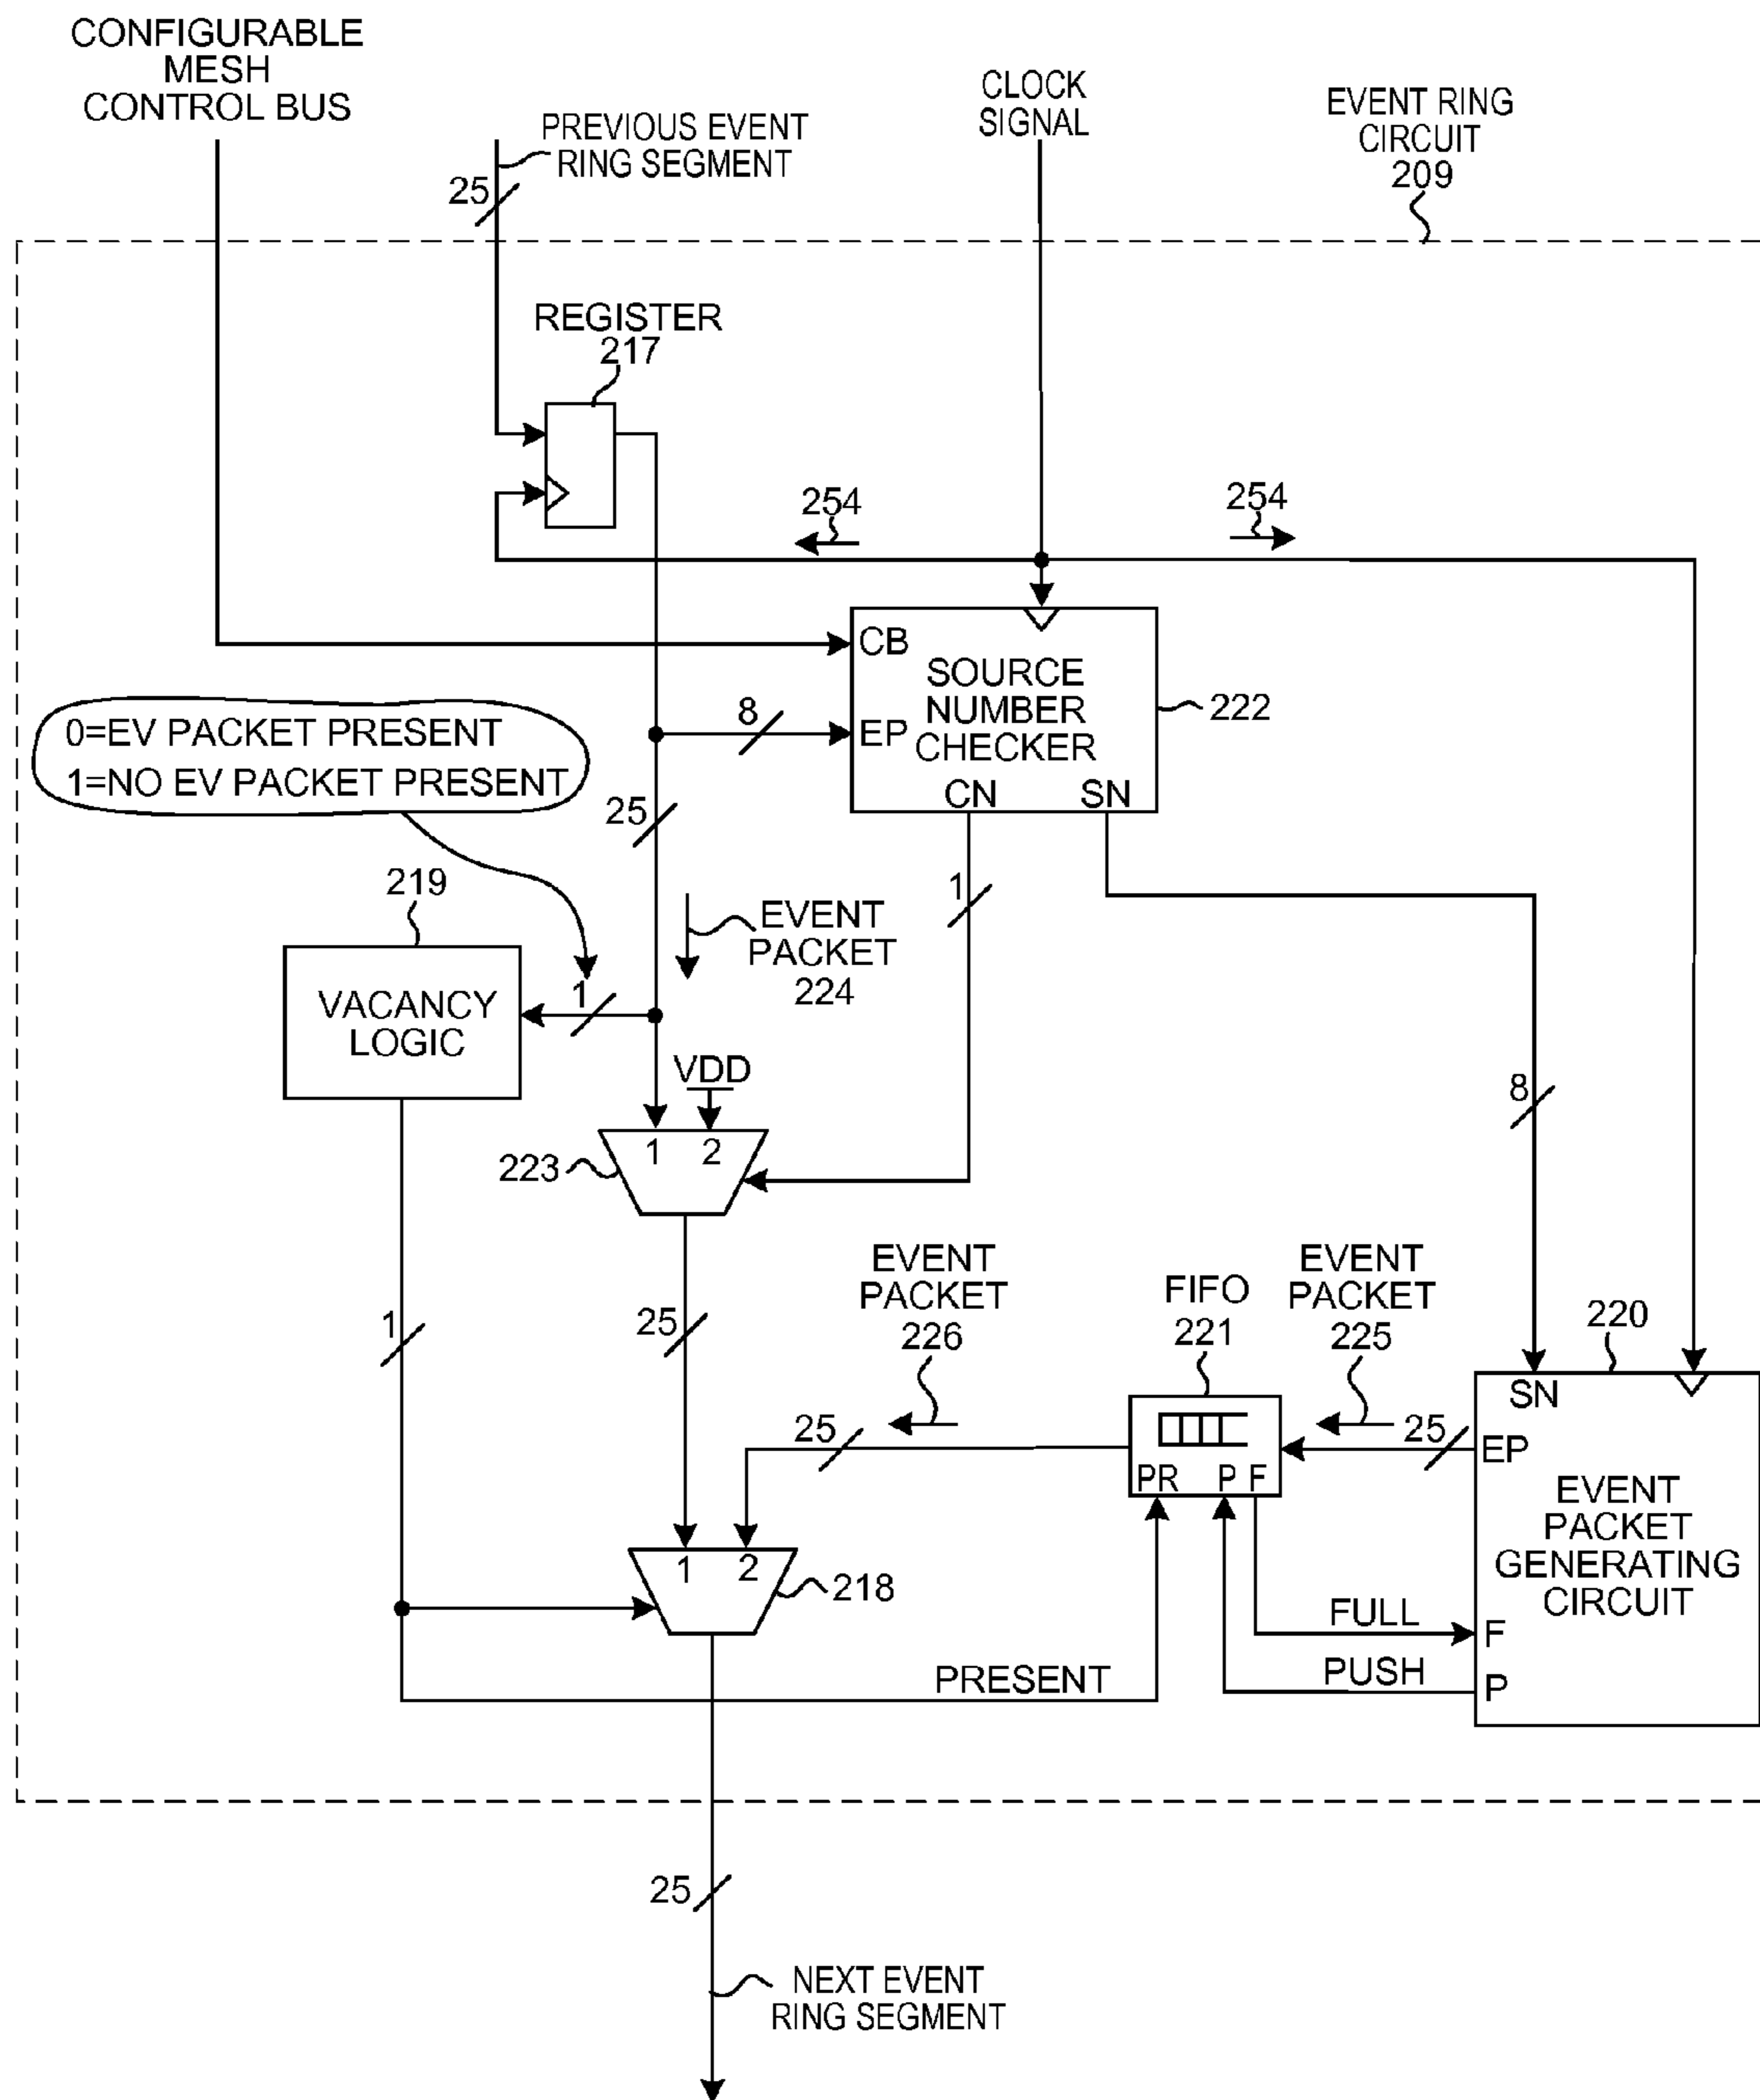 CONFIGURABLE
MESH
CONTROL BUS
PREVIOUS EVENT
RING SEGMENT
CLOCK
SIGNAL
EVENT RING
CIRCUIT
209
25
REGISTER
217
254
254
CB
SOURCE
NUMBER
CHECKER
EP
CN
SN
222
8
0=EV PACKET PRESENT
1=NO EV PACKET PRESENT
25
219
1
EVENT
PACKET
224
VACANCY
LOGIC
1
VDD
8
1
2
223
EVENT
PACKET
226
FIFO
221
EVENT
PACKET
225
220
1
25
SN
25
25
EP
PR
P
F
EVENT
PACKET
GENERATING
CIRCUIT
1
2
218
FULL
F
PRESENT
PUSH
P
25
NEXT EVENT
RING SEGMENT